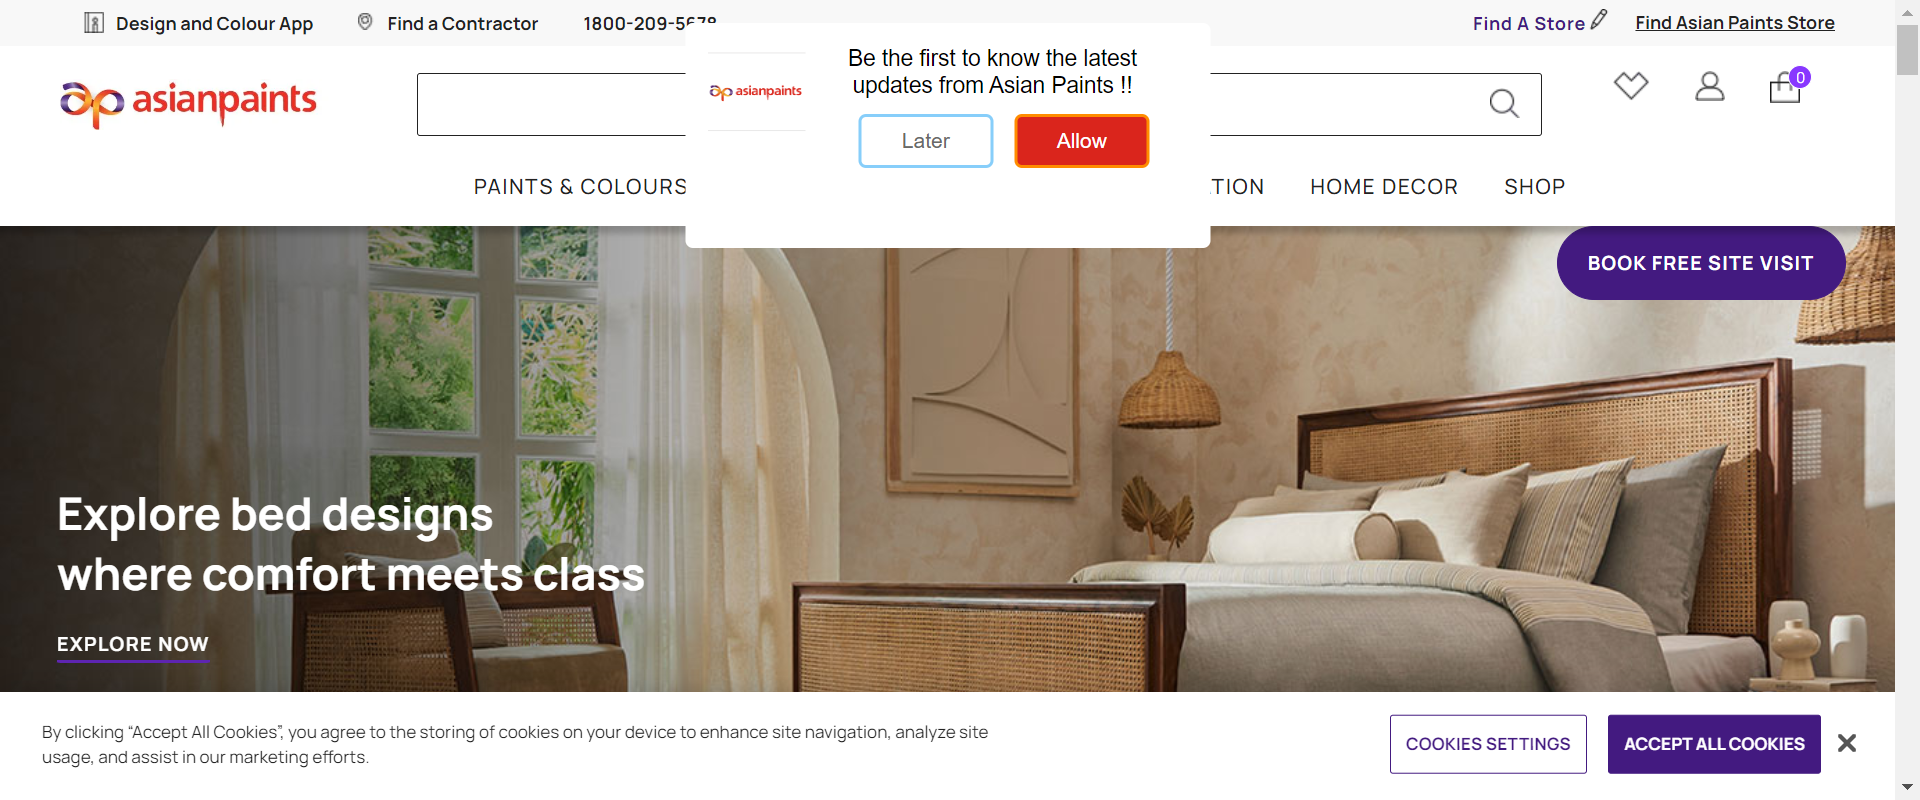 Design and Colour App
Find a Contractor
1800-209-5678
Find A Store
Find Asian Paints Store
asianpaints
asianpaints
Be the first to know the latest
updates from Asian Paints !!
Later
Allow
0
PAINTS & COLOURS
HOME DECOR
SHOP
BOOK FREE SITE VISIT
Explore bed designs
where comfort meets class
EXPLORE NOW
By clicking “Accept All Cookies”, you agree to the storing of cookies on your device to enhance site navigation, analyze site
usage, and assist in our marketing efforts.
COOKIES SETTINGS
ACCEPT ALL COOKIES